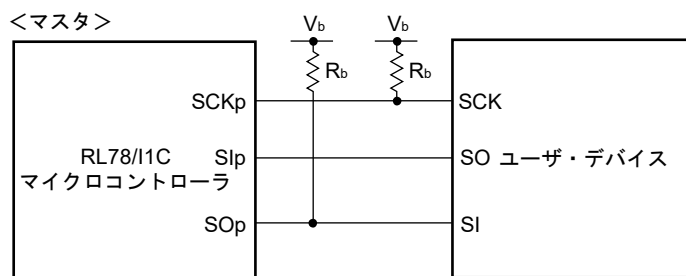 ＜マスタ＞
Vb
Vb
Rb
Rb
SCKp
SCK
RL78/I1C
マイクロコントローラ
SIp
SO ユーザ・デバイス
SOp
SI